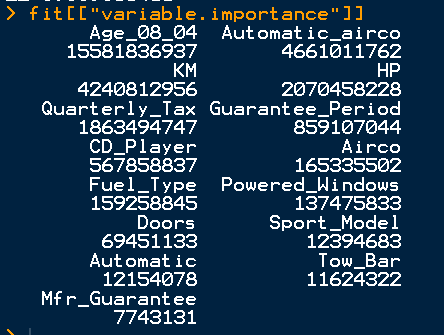 > fit[["variable.importance"]]
Age_08_04 Automatic_airco
15581836937 4661011762
KM HP
4240812956 2070458228
Quarterly_Tax Guarantee_Period
1863494747 859107044
CD_Player Airco
567858837 165335502
Fuel_Type Powered_Windows
159258845 137475833
Doors Sport_Model
69451133 12394683
Automatic Tow_Bar
12154078 11624322
Mfr_Guarantee
7743131
>